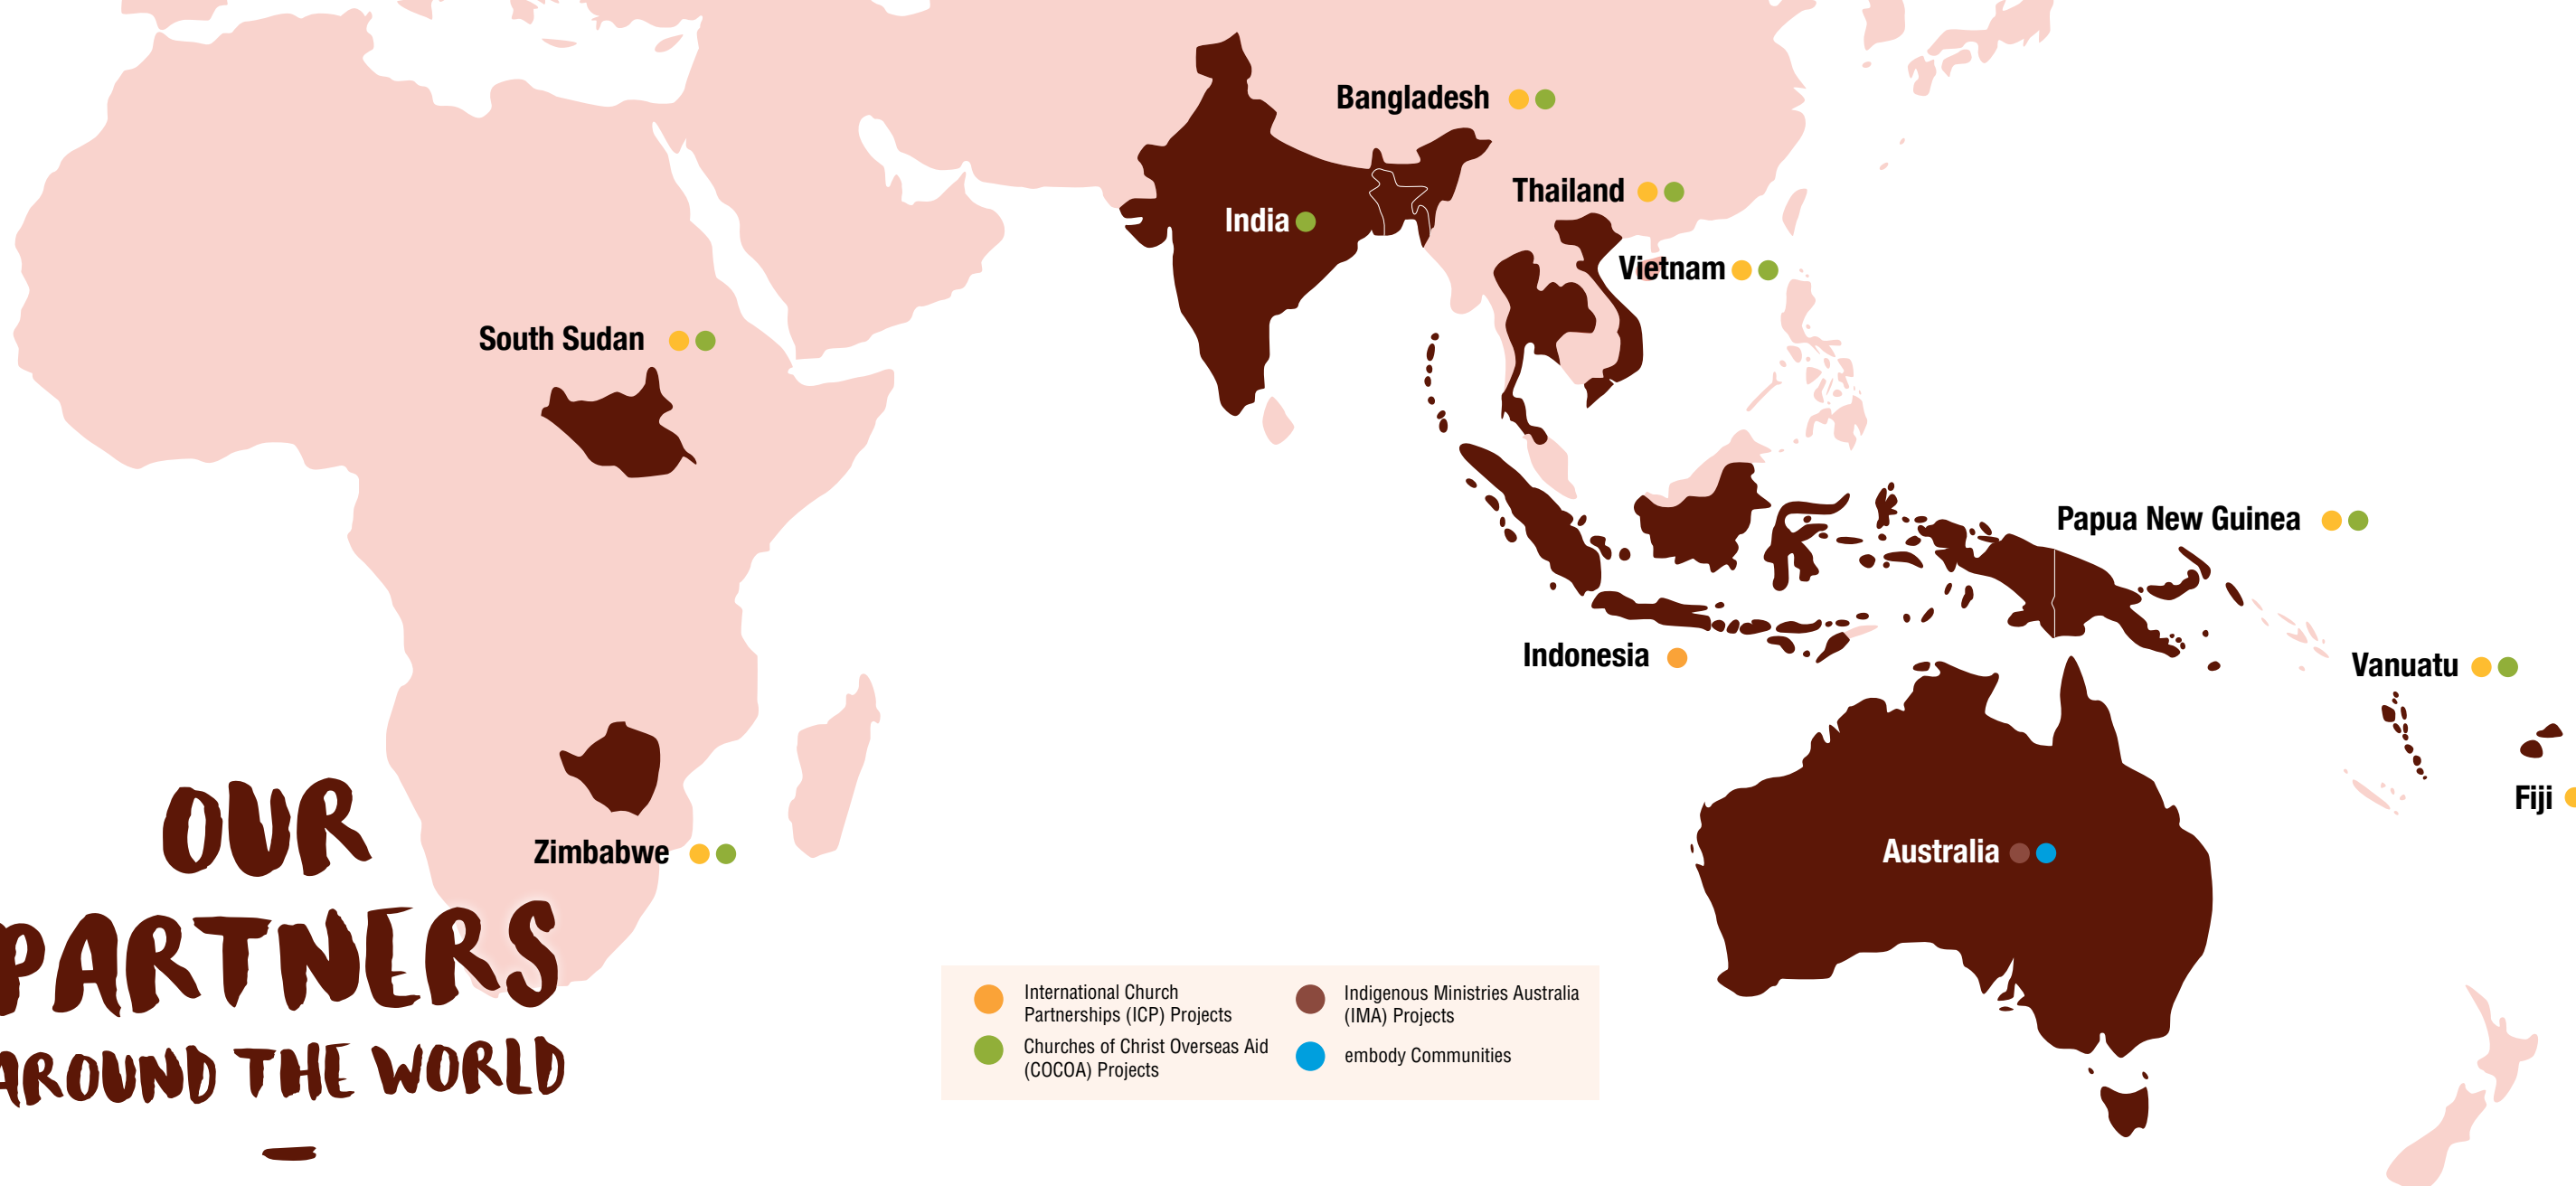 Bangladesh
Thailand
India
Vietnam
South Sudan
Papua New Guinea
Indonesia
Vanuatu
Fiji
Zimbabwe
Australia
OUR
PARTNERS
AROUND THE WORLD
International Church
Partnerships (ICP) Projects
Churches of Christ Overseas Aid
(COCOA) Projects
Indigenous Ministries Australia
(IMA) Projects
embody Communities